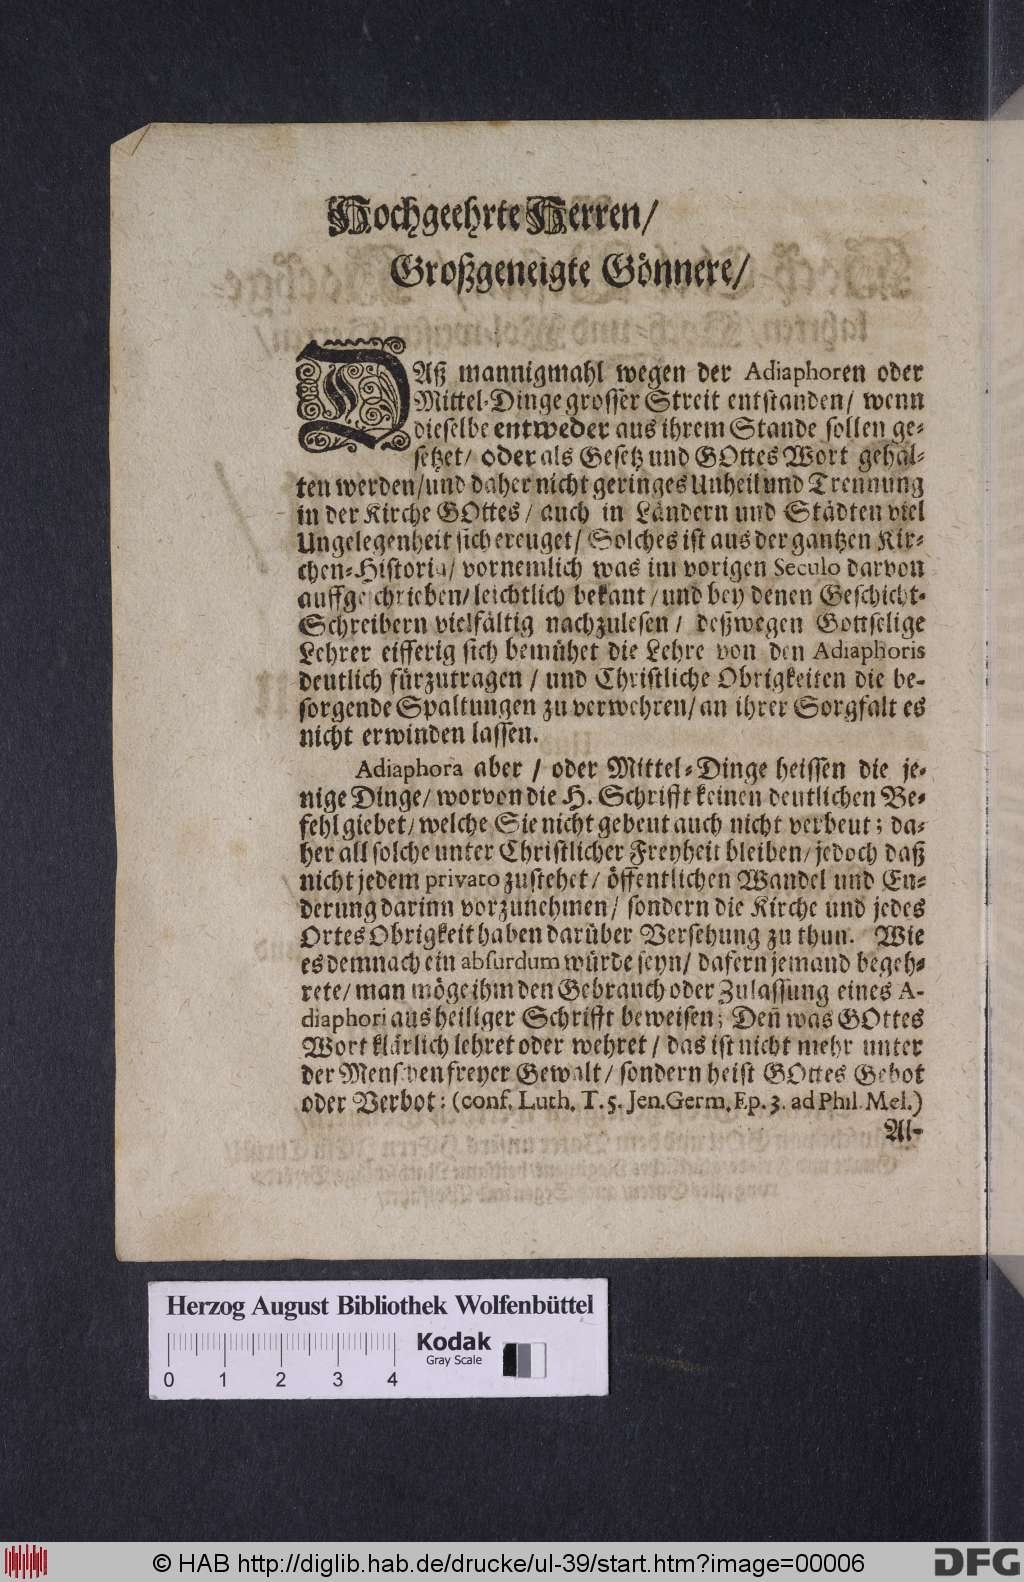 Hochgeehrte Herren/
Großgeneigte Gönnere/
DAß mannigmahl wegen der Adiaphoren oder
Mittel-Dinge grosser Streit entstanden/ wenn
dieselbe entweder aus ihrem Stande sollen ge-
setzet/ oder als Gesetz und GOttes Wort gehal-
ten werden/und daher nicht geringes Unheil und Trennung
in der Kirche GOttes/ auch in Ländern und Städten viel
Ungelegenheit sich ereuget/ Solches ist aus der gantzen Kir-
chen-Historia/ vornemlich was im vorigen Seculo darvon
auffgeschrieben/ leichtlich bekant/ und bey denen Geschicht-
Schreibern vielfältig nachzulesen/ deßwegen Gottselige
Lehrer eifferig sich bemühet die Lehre von den Adiaphoris
deutlich fürzutragen/ und Christliche Obrigkeiten die be-
sorgende Spaltungen zu verwehren/ an ihrer Sorgfalt es
nicht erwinden lassen.
Adiaphora aber/ oder Mittel-Dinge heissen die je-
nige Dinge/ worvon die H. Schrifft keinen deutlichen Be-
fehl giebet/ welche Sie nicht gebeut auch nicht verbeut; da-
her all solche unter Christlicher Freyheit bleiben/ jedoch daß
nicht jedem privato zustehet/ öffentlichen Wandel und En-
derung darinn vorzunehmen/ sondern die Kirche und jedes
Ortes Obrigkeit haben darüber Versehung zu thun. Wie
es demnach ein absurdum würde seyn/ dafern jemand begeh-
rete/ man möge ihm den Gebrauch oder Zulassung eines A-
diaphori aus heiliger Schrifft beweisen; Deñ was GOttes
Wort klärlich lehret oder wehret/ das ist nicht mehr unter
der Menschen freyer Gewalt/ sondern heist GOttes Gebot
oder Verbot: (conf. Luth. T. 5. Jen. Germ. Ep. 3. ad Phil. Mel.)
Al-
Herzog August Bibliothek Wolfenbüttel
Kodak
Gray Scale
0 1 2 3 4
© HAB http://diglib.hab.de/drucke/ul-39/start.htm?image=00006
DFG